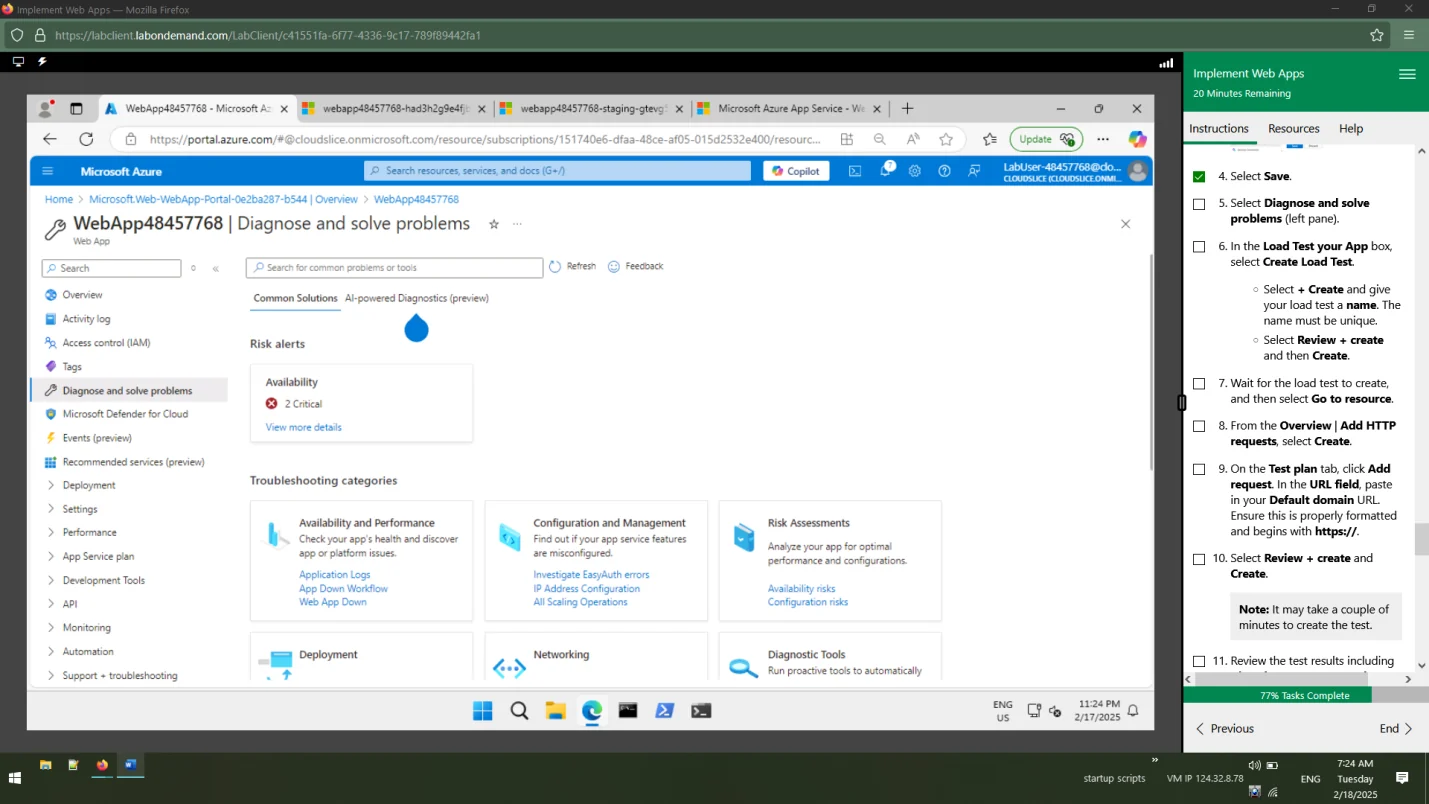 Implement Web Apps — Mozilla Firefox
https://labclient.labondemand.com/LabClient/c41551fa-6f77-4336-9c17-789f89442fa1
WebApp48457768 - Microsoft Az
webapp48457768-had3h2g9e4fjb
webapp48457768-staging-gtevg
Microsoft Azure App Service - We
https://portal.azure.com/#@cloudslice.onmicrosoft.com/resource/subscriptions/151740e6-dfaa-48ce-af05-015d2532e400/resourc...
Update
Microsoft Azure
Search resources, services, and docs (G+/)
Copilot
7
LabUser-48457768@clo...
CLOUDSLICE (CLOUDSLICE.ONMI...
Home > Microsoft.Web-WebApp-Portal-0e2ba287-b544 | Overview > WebApp48457768
WebApp48457768 | Diagnose and solve problems
Web App
Search
Overview
Activity log
Access control (IAM)
Tags
Diagnose and solve problems
Microsoft Defender for Cloud
Events (preview)
Recommended services (preview)
Deployment
Settings
Performance
App Service plan
Development Tools
API
Monitoring
Automation
Support + troubleshooting
Search for common problems or tools
Refresh
Feedback
Common Solutions
AI-powered Diagnostics (preview)
Risk alerts
Availability
2 Critical
View more details
Troubleshooting categories
Availability and Performance
Check your app's health and discover
app or platform issues.
Application Logs
App Down Workflow
Web App Down
Configuration and Management
Find out if your app service features
are misconfigured.
Investigate EasyAuth errors
IP Address Configuration
All Scaling Operations
Risk Assessments
Analyze your app for optimal
performance and configurations.
Availability risks
Configuration risks
Deployment
Networking
Diagnostic Tools
Run proactive tools to automatically
ENG
US
11:24 PM
2/17/2025
Implement Web Apps
20 Minutes Remaining
Instructions
Resources
Help
4. Select Save.
5. Select Diagnose and solve
problems (left pane).
6. In the Load Test your App box,
select Create Load Test.
Select + Create and give
your load test a name. The
name must be unique.
Select Review + create
and then Create.
7. Wait for the load test to create,
and then select Go to resource.
8. From the Overview | Add HTTP
requests, select Create.
9. On the Test plan tab, click Add
request. In the URL field, paste
in your Default domain URL.
Ensure this is properly formatted
and begins with https://.
10. Select Review + create and
Create.
Note: It may take a couple of
minutes to create the test.
11. Review the test results including
77% Tasks Complete
Previous
End
startup scripts
VM IP 124.32.8.78
ENG
7:24 AM
Tuesday
2/18/2025